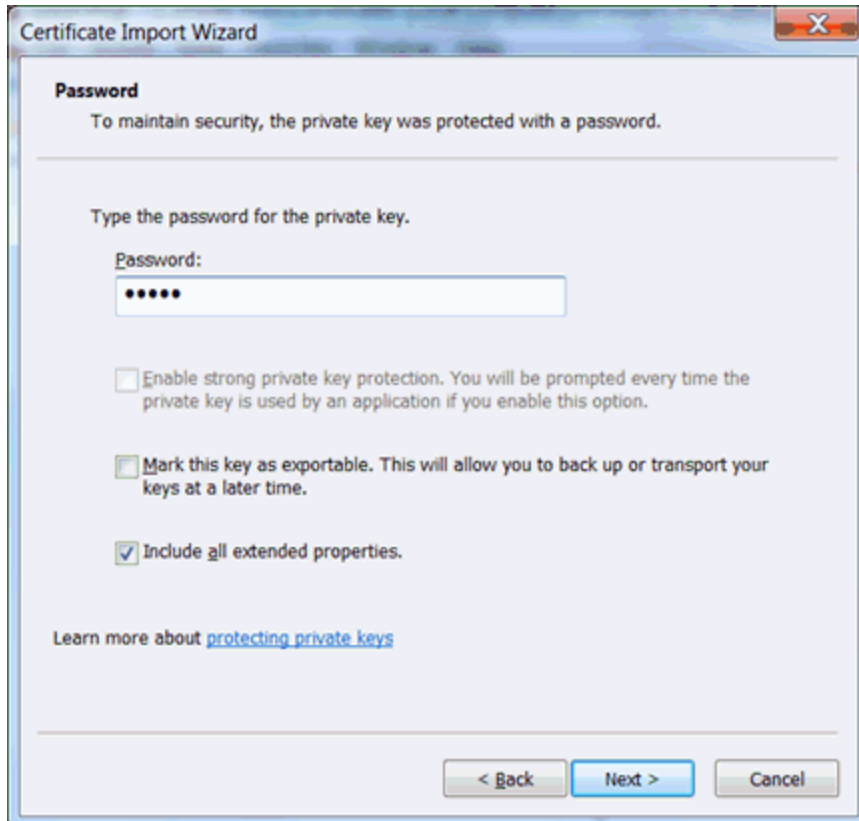 Certificate Import Wizard
Password
To maintain security, the private key was protected with a password.
Type the password for the private key.
Password:
•••••
Enable strong private key protection. You will be prompted every time the
private key is used by an application if you enable this option.
Mark this key as exportable. This will allow you to back up or transport your
keys at a later time.
Include all extended properties.
Learn more about protecting private keys
< Back
Next >
Cancel